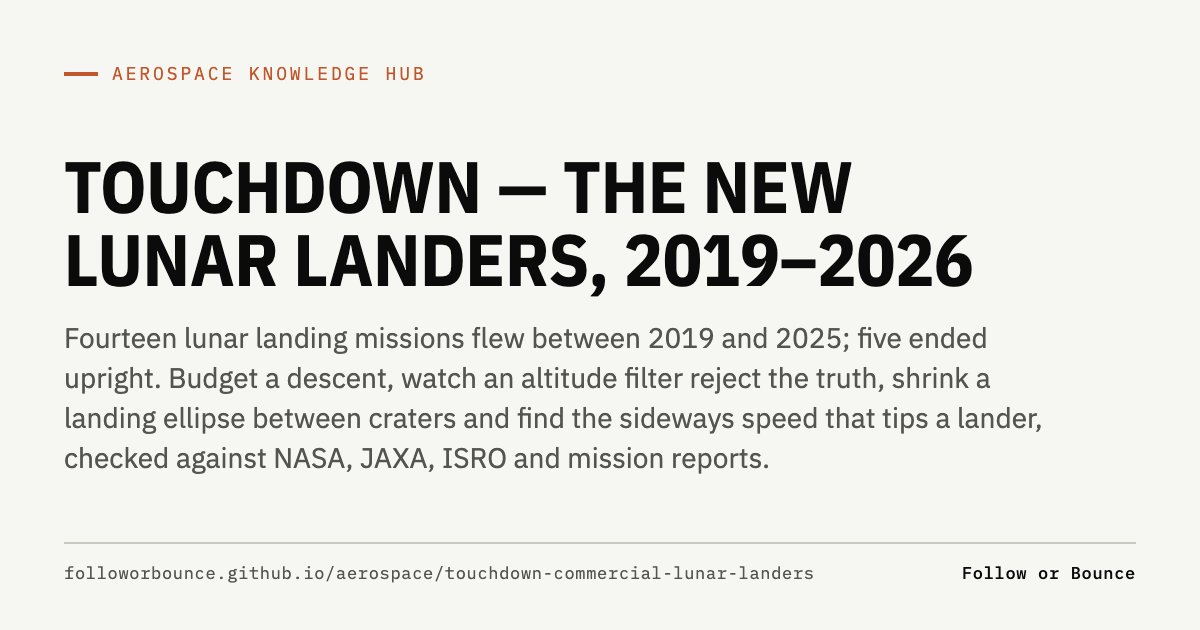 AEROSPACE KNOWLEDGE HUB
TOUCHDOWN — THE NEW
LUNAR LANDERS, 2019–2026
Fourteen lunar landing missions flew between 2019 and 2025; five ended
upright. Budget a descent, watch an altitude filter reject the truth, shrink a
landing ellipse between craters and find the sideways speed that tips a lander,
checked against NASA, JAXA, ISRO and mission reports.
followorbounce.github.io/aerospace/touchdown-commercial-lunar-landers
Follow or Bounce